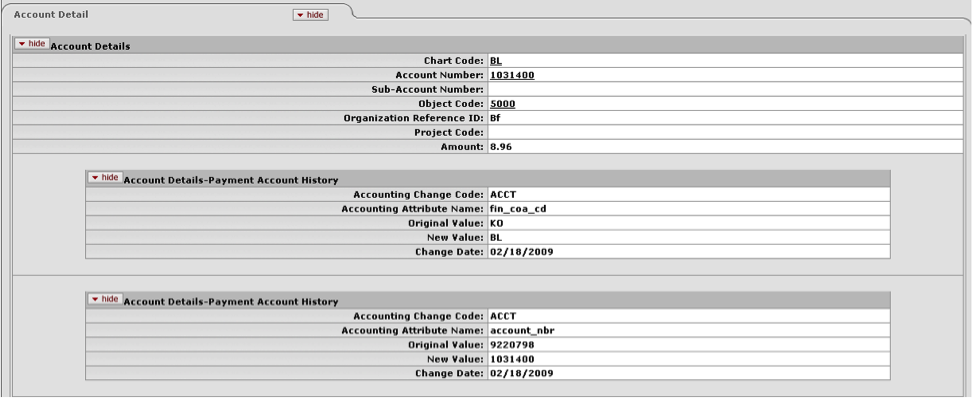 Account Detail hide
hide Account Details
Chart Code: BL
Account Number: 1031400
Sub-Account Number:
Object Code: 5000
Organization Reference ID: Bf
Project Code:
Amount: 8.96
hide Account Details-Payment Account History
Accounting Change Code: ACCT
Accounting Attribute Name: fin_coa_cd
Original Value: KO
New Value: BL
Change Date: 02/18/2009
hide Account Details-Payment Account History
Accounting Change Code: ACCT
Accounting Attribute Name: account_nbr
Original Value: 9220798
New Value: 1031400
Change Date: 02/18/2009